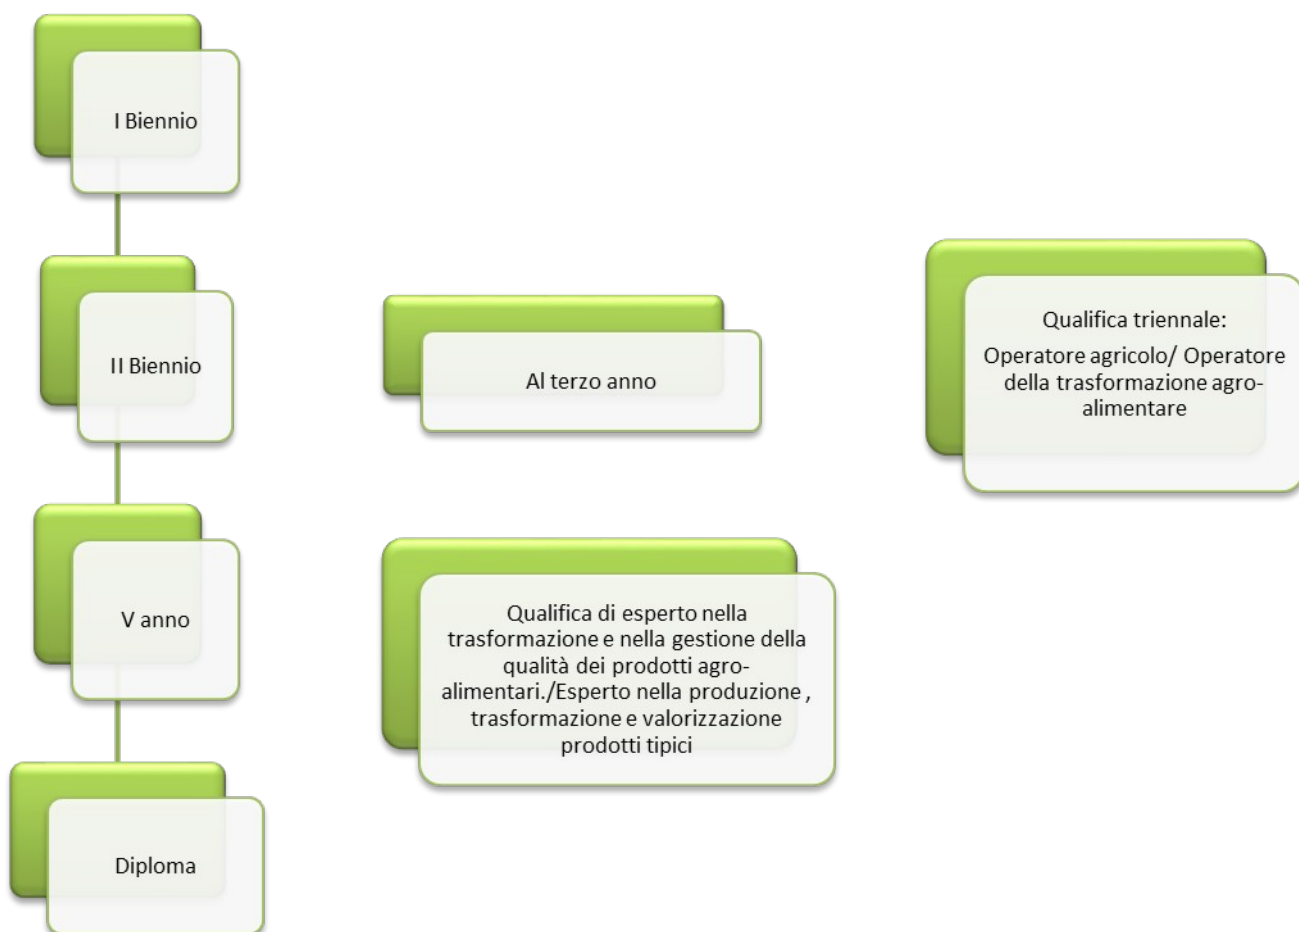 I Biennio
II Biennio
Al terzo anno
Qualifica triennale:
Operatore agricolo/ Operatore
della trasformazione agro-
alimentare
V anno
Qualifica di esperto nella
trasformazione e nella gestione della
qualità dei prodotti agro-
alimentari./Esperto nella produzione ,
trasformazione e valorizzazione
prodotti tipici
Diploma